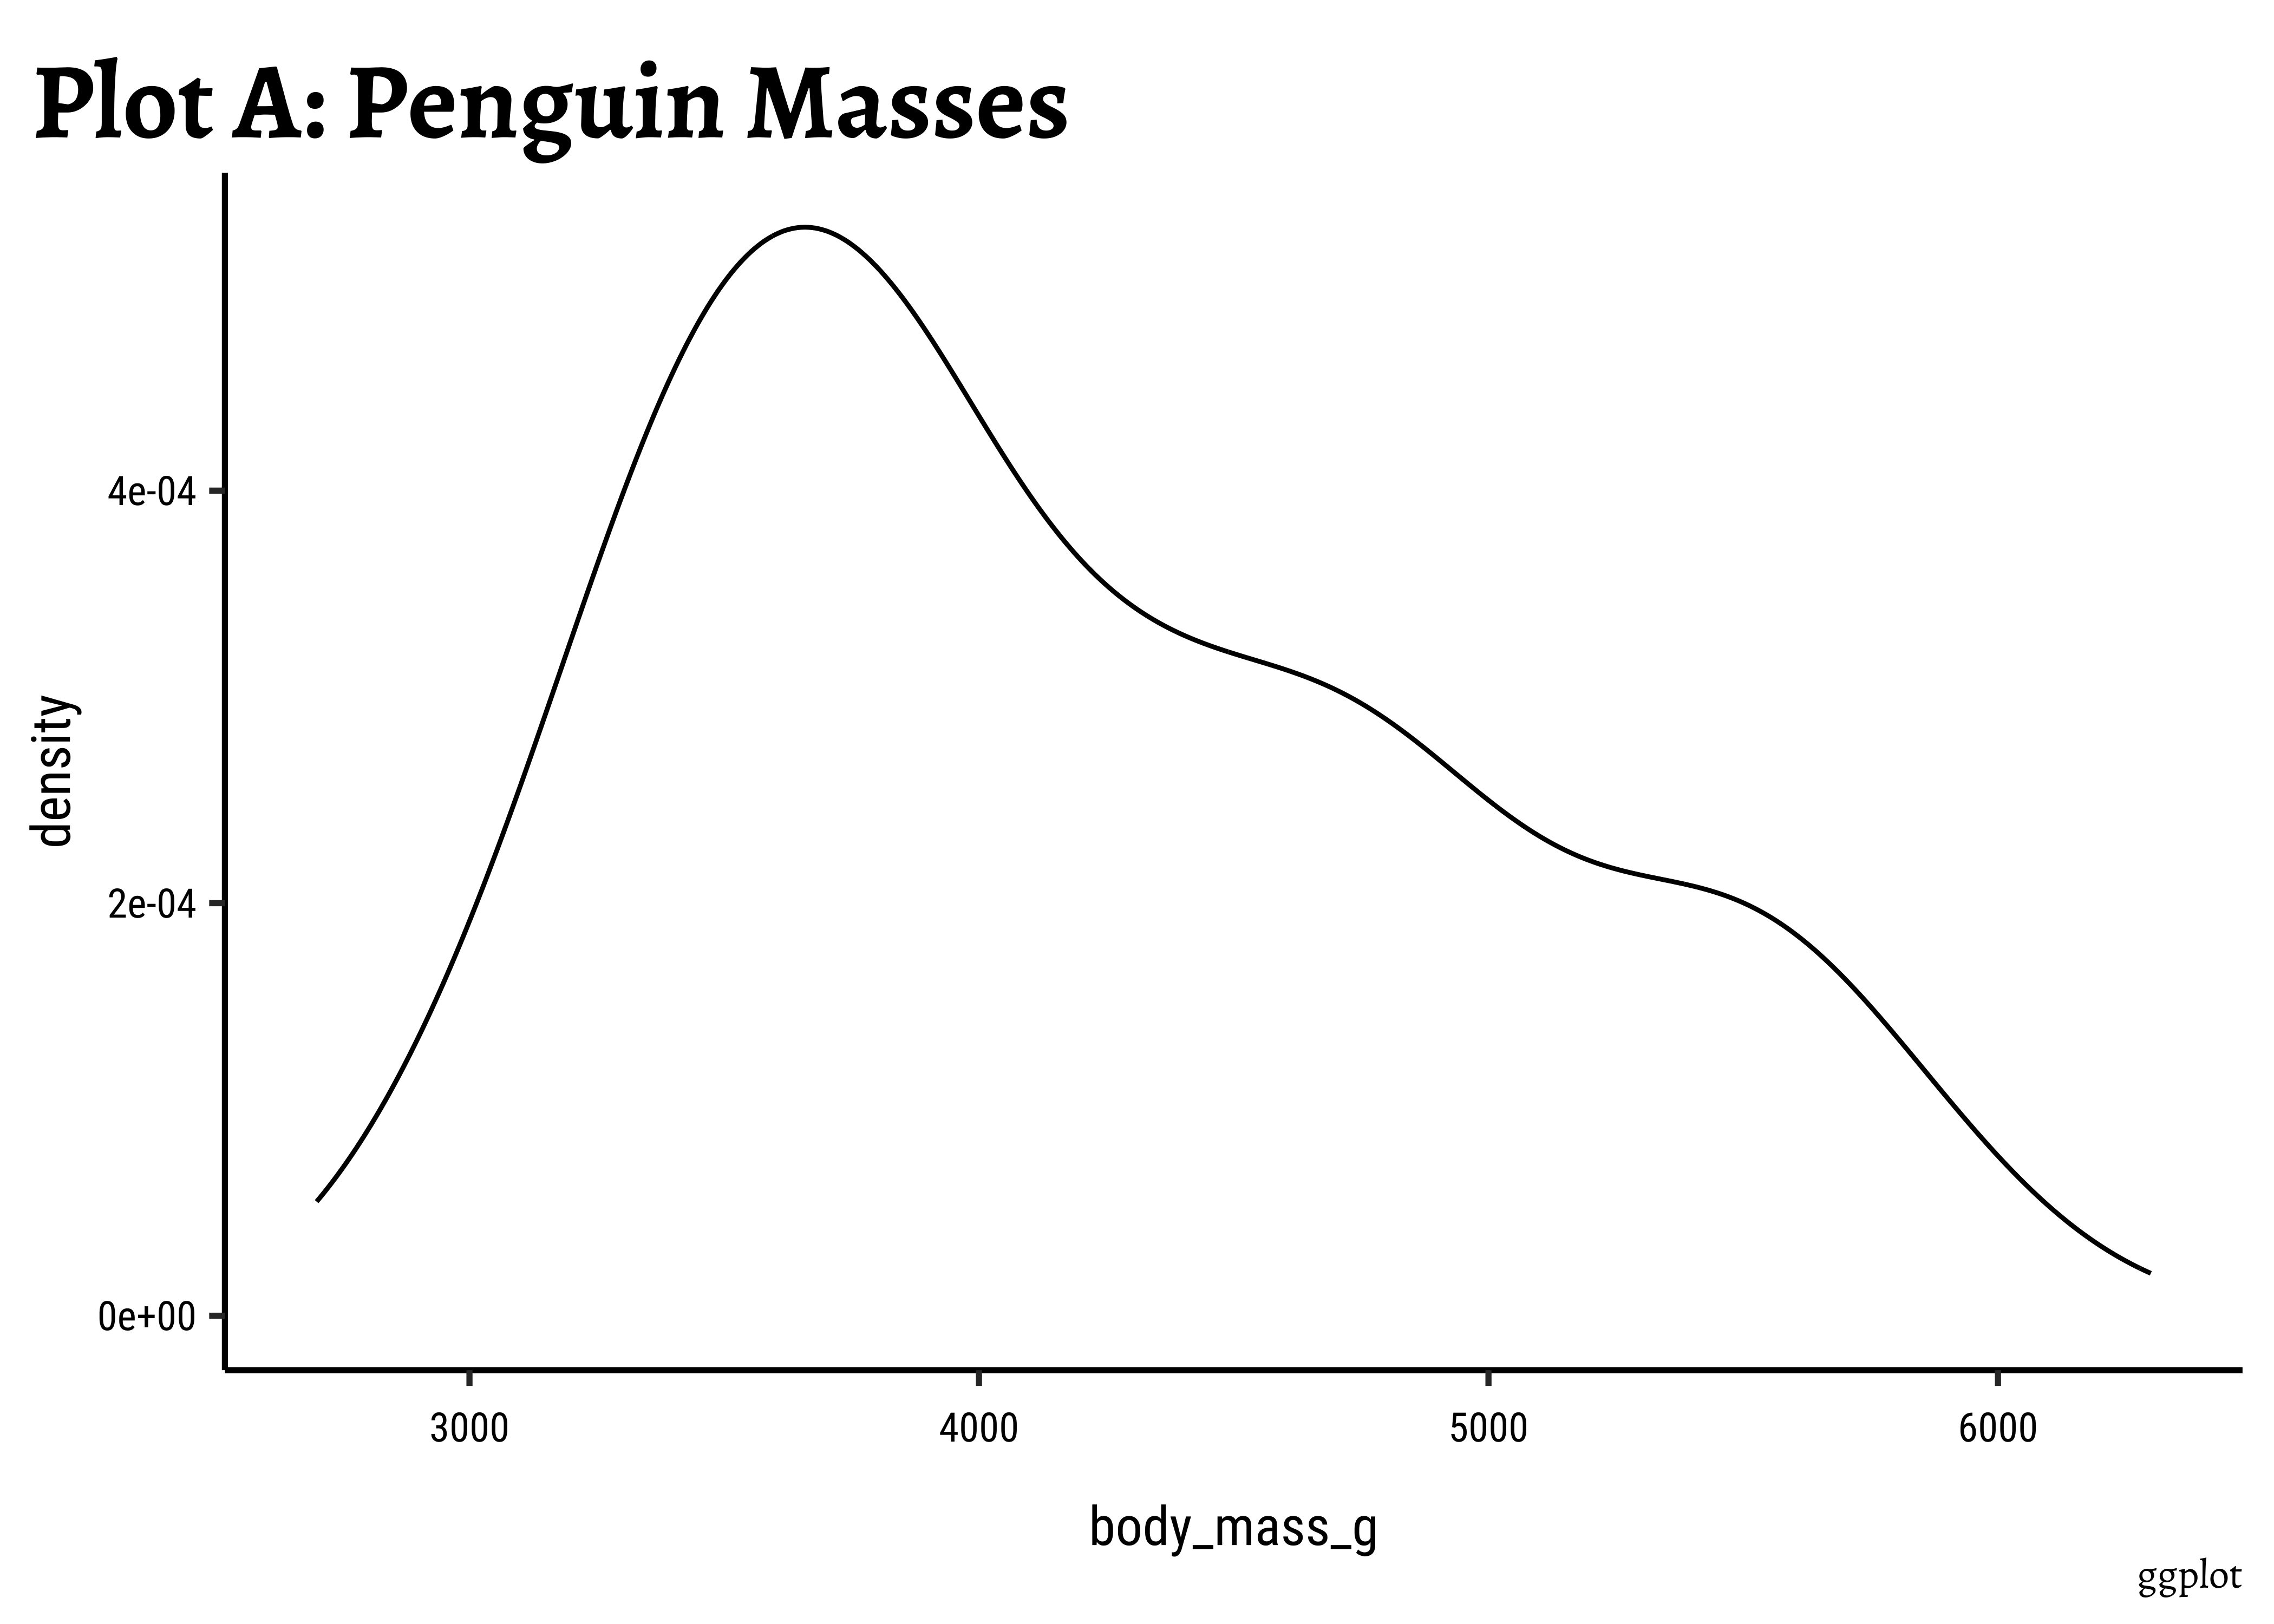 Plot A: Penguin Masses
density
4e-04
2e-04
0e+00
3000 4000 5000 6000
body_mass_g
ggplot